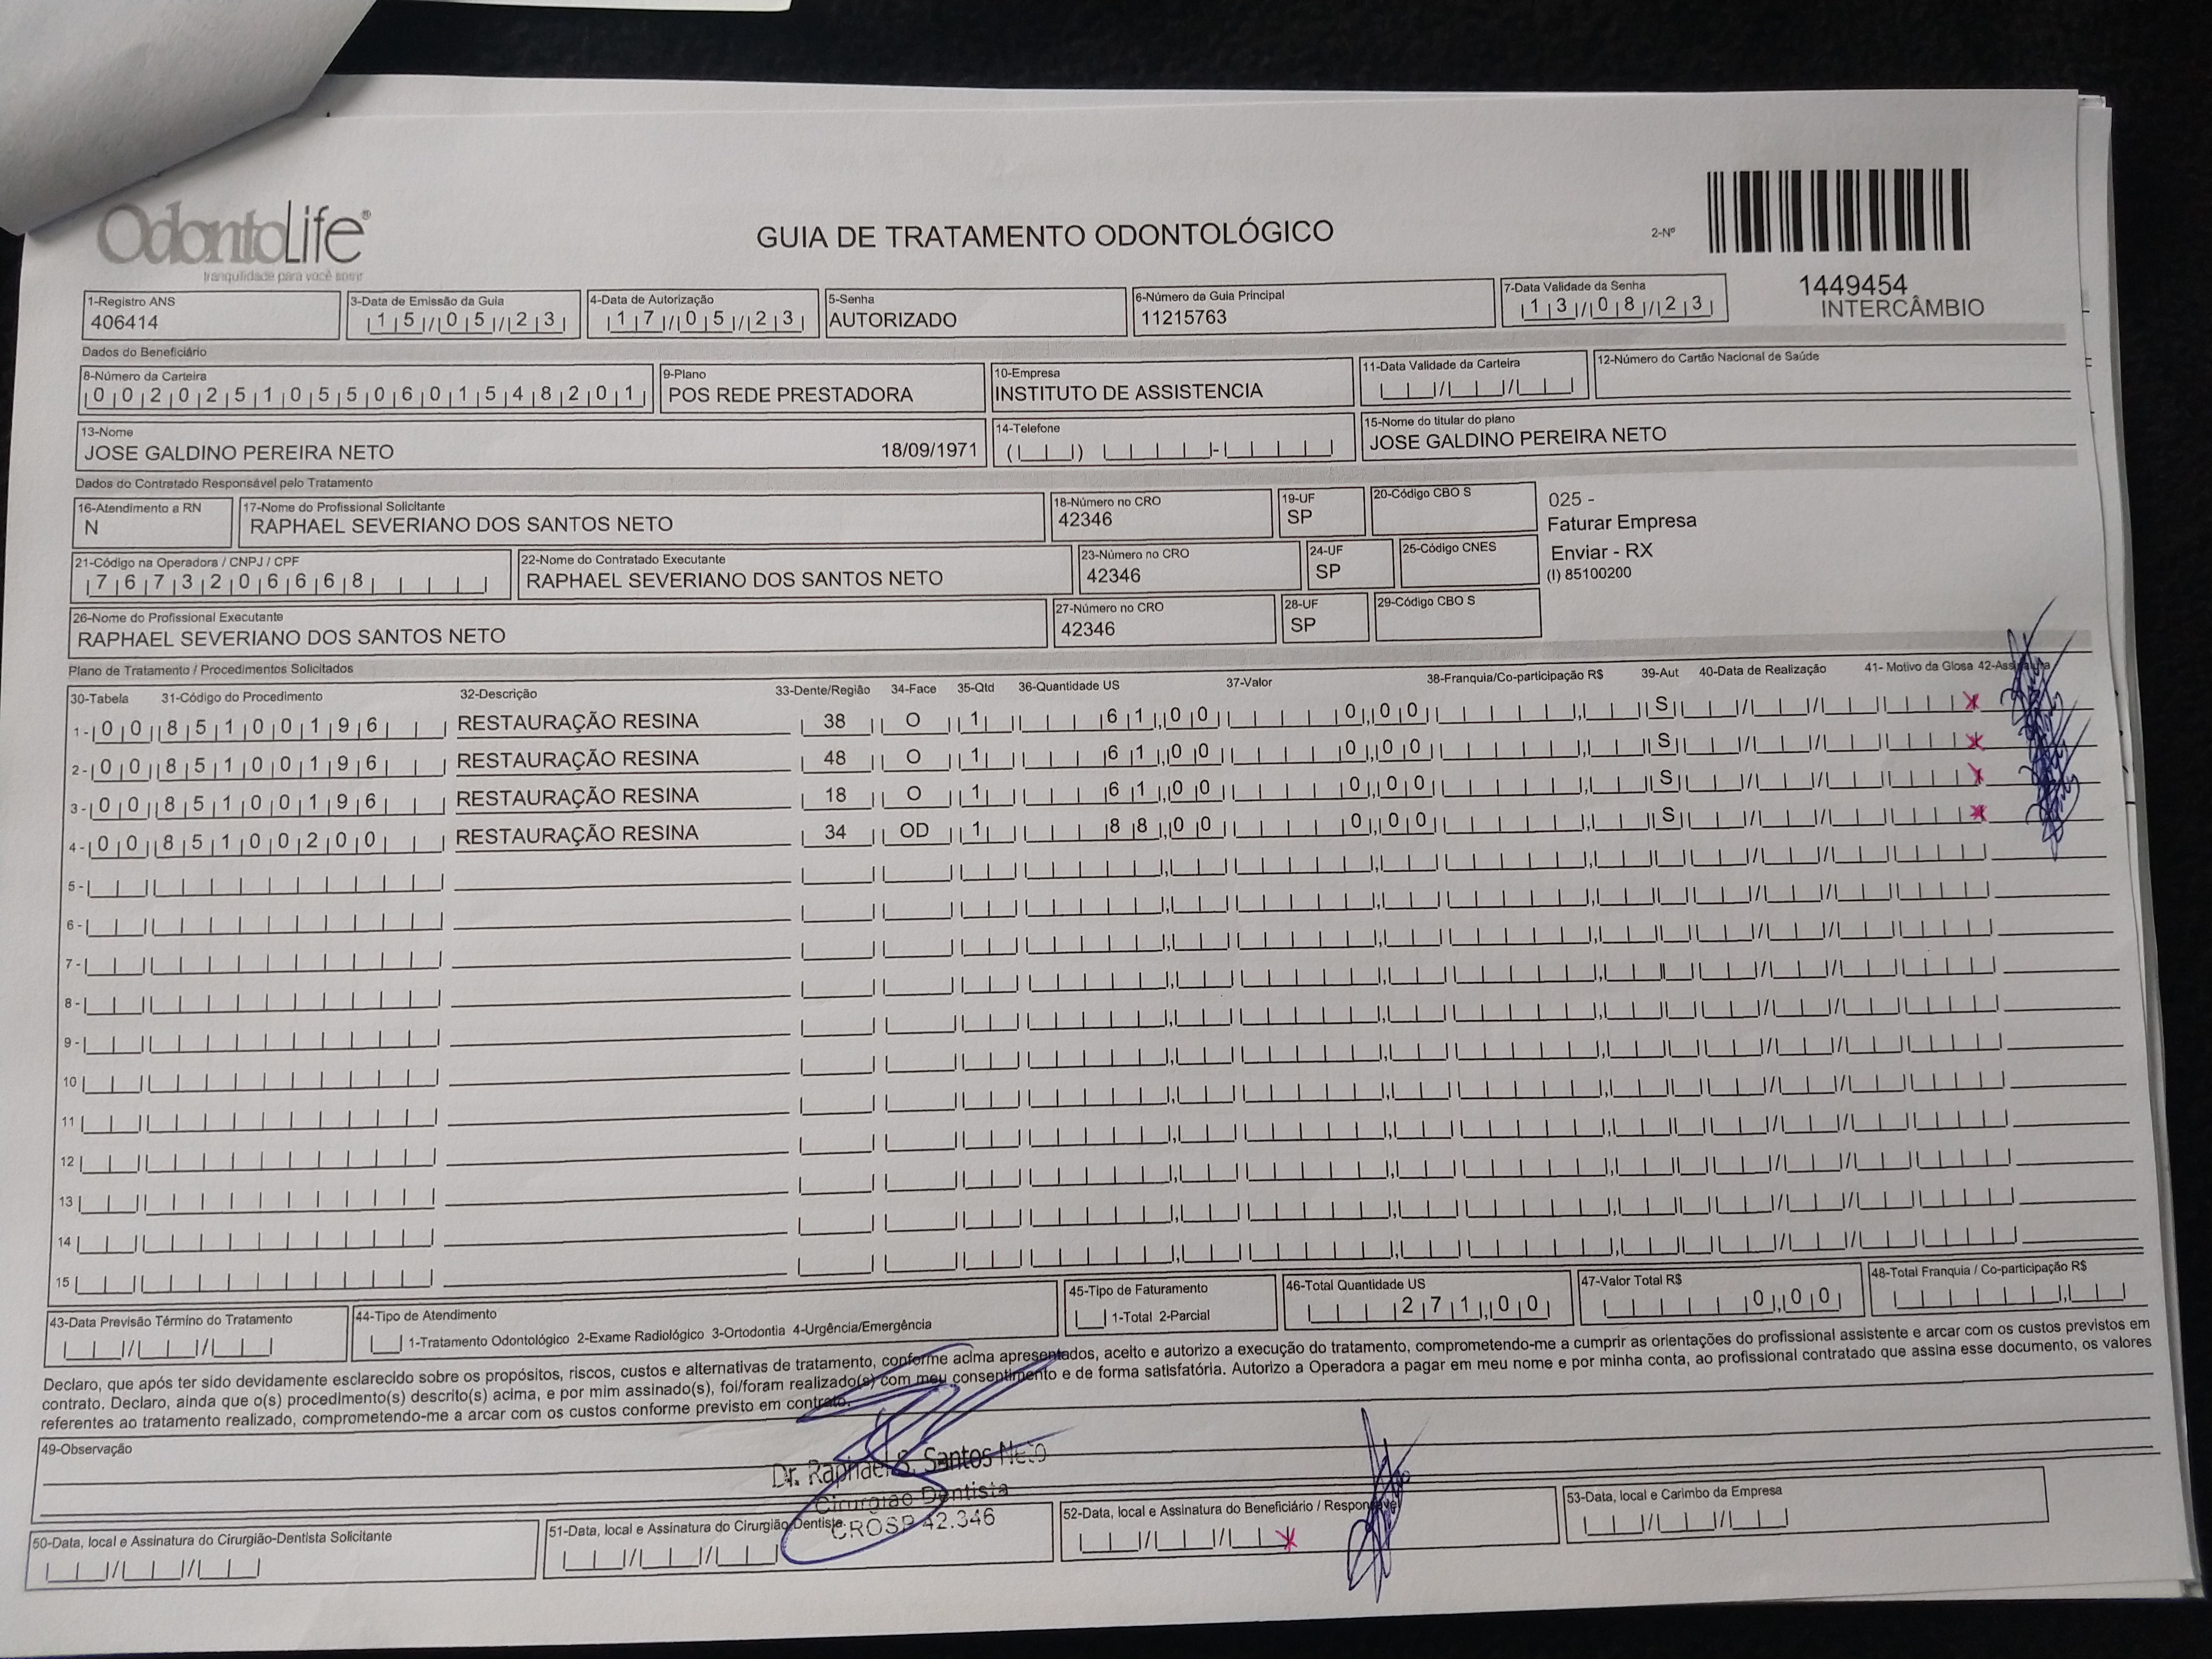 OdontoLife®
tranquilidade para você sorrir
GUIA DE TRATAMENTO ODONTOLÓGICO
2-Nº
1449454
INTERCÂMBIO
1-Registro ANS
406414
3-Data de Emissão da Guia
15/05/23
4-Data de Autorização
17/05/23
5-Senha
AUTORIZADO
6-Número da Guia Principal
11215763
7-Data Validade da Senha
13/08/23
Dados do Beneficiário
8-Número da Carteira
00202510550601548201
9-Plano
POS REDE PRESTADORA
10-Empresa
INSTITUTO DE ASSISTENCIA
11-Data Validade da Carteira
12-Número do Cartão Nacional de Saúde
13-Nome
JOSE GALDINO PEREIRA NETO 18/09/1971
14-Telefone
15-Nome do titular do plano
JOSE GALDINO PEREIRA NETO
Dados do Contratado Responsável pelo Tratamento
16-Atendimento a RN
N
17-Nome do Profissional Solicitante
RAPHAEL SEVERIANO DOS SANTOS NETO
18-Número no CRO
42346
19-UF
SP
20-Código CBO S
025 -
Faturar Empresa
Enviar - RX
(I) 85100200
21-Código na Operadora / CNPJ / CPF
7673206668
22-Nome do Contratado Executante
RAPHAEL SEVERIANO DOS SANTOS NETO
23-Número no CRO
42346
24-UF
SP
25-Código CNES
26-Nome do Profissional Executante
RAPHAEL SEVERIANO DOS SANTOS NETO
27-Número no CRO
42346
28-UF
SP
29-Código CBO S
Plano de Tratamento / Procedimentos Solicitados
30-Tabela 31-Código do Procedimento 32-Descrição 33-Dente/Região 34-Face 35-Qtd 36-Quantidade US 37-Valor 38-Franquia/Co-participação R$ 39-Aut 40-Data de Realização 41- Motivo da Glosa 42-Ass
1- 00 85100196 RESTAURAÇÃO RESINA 38 O 1 61,00 0,00 S
2- 00 85100196 RESTAURAÇÃO RESINA 48 O 1 61,00 0,00 S
3- 00 85100196 RESTAURAÇÃO RESINA 18 O 1 61,00 0,00 S
4- 00 85100200 RESTAURAÇÃO RESINA 34 OD 1 88,00 0,00 S
5-
6-
7-
8-
9-
10
11
12
13
14
15
43-Data Previsão Término do Tratamento
44-Tipo de Atendimento
1-Tratamento Odontológico 2-Exame Radiológico 3-Ortodontia 4-Urgência/Emergência
45-Tipo de Faturamento
1-Total 2-Parcial
46-Total Quantidade US
271,00
47-Valor Total R$
0,00
48-Total Franquia / Co-participação R$
Declaro, que após ter sido devidamente esclarecido sobre os propósitos, riscos, custos e alternativas de tratamento, conforme acima apresentados, aceito e autorizo a execução do tratamento, comprometendo-me a cumprir as orientações do profissional assistente e arcar com os custos previstos em
contrato. Declaro, ainda que o(s) procedimento(s) descrito(s) acima, e por mim assinado(s), foi/foram realizado(s) com meu consentimento e de forma satisfatória. Autorizo a Operadora a pagar em meu nome e por minha conta, ao profissional contratado que assina esse documento, os valores
referentes ao tratamento realizado, comprometendo-me a arcar com os custos conforme previsto em contrato.
49-Observação
Dr. Raphael S. Santos Neto
Cirurgião Dentista
CROSP 42.346
50-Data, local e Assinatura do Cirurgião-Dentista Solicitante
51-Data, local e Assinatura do Cirurgião-Dentista
52-Data, local e Assinatura do Beneficiário / Responsável
53-Data, local e Carimbo da Empresa